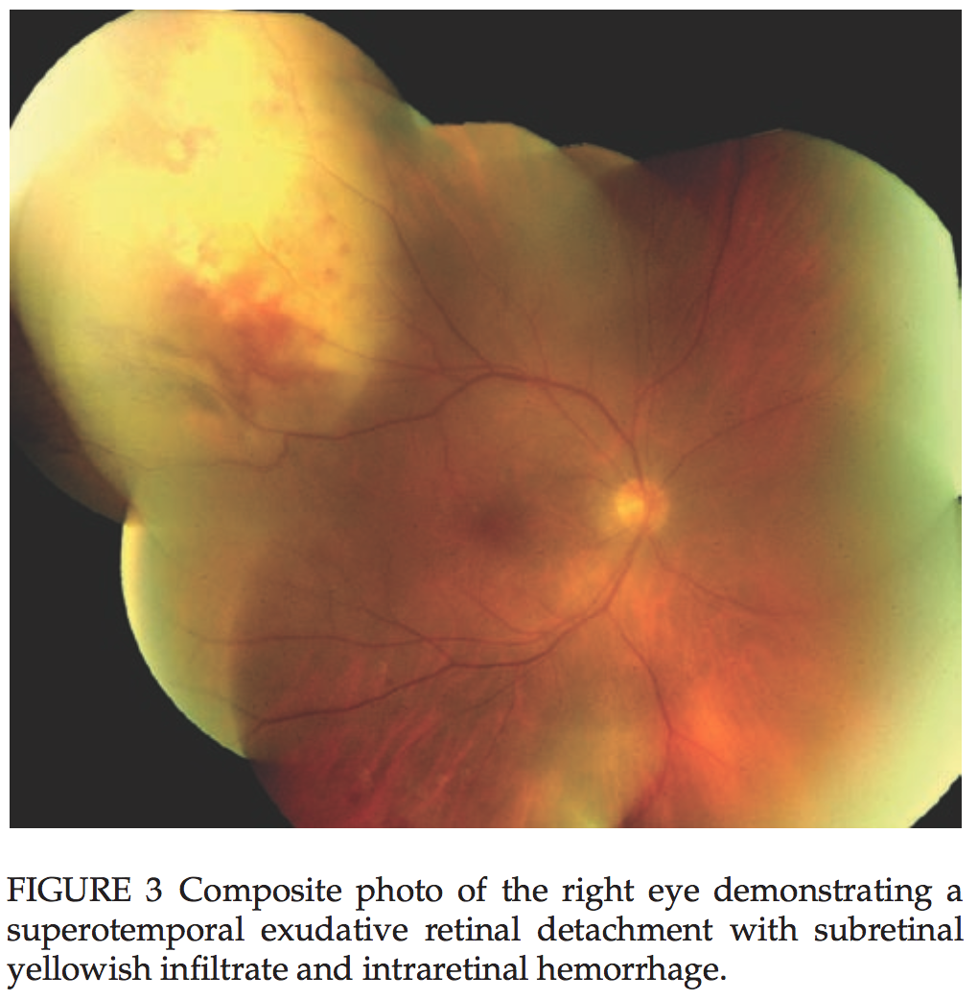 FIGURE 3 Composite photo of the right eye demonstrating a
superotemporal exudative retinal detachment with subretinal
yellowish infiltrate and intraretinal hemorrhage.